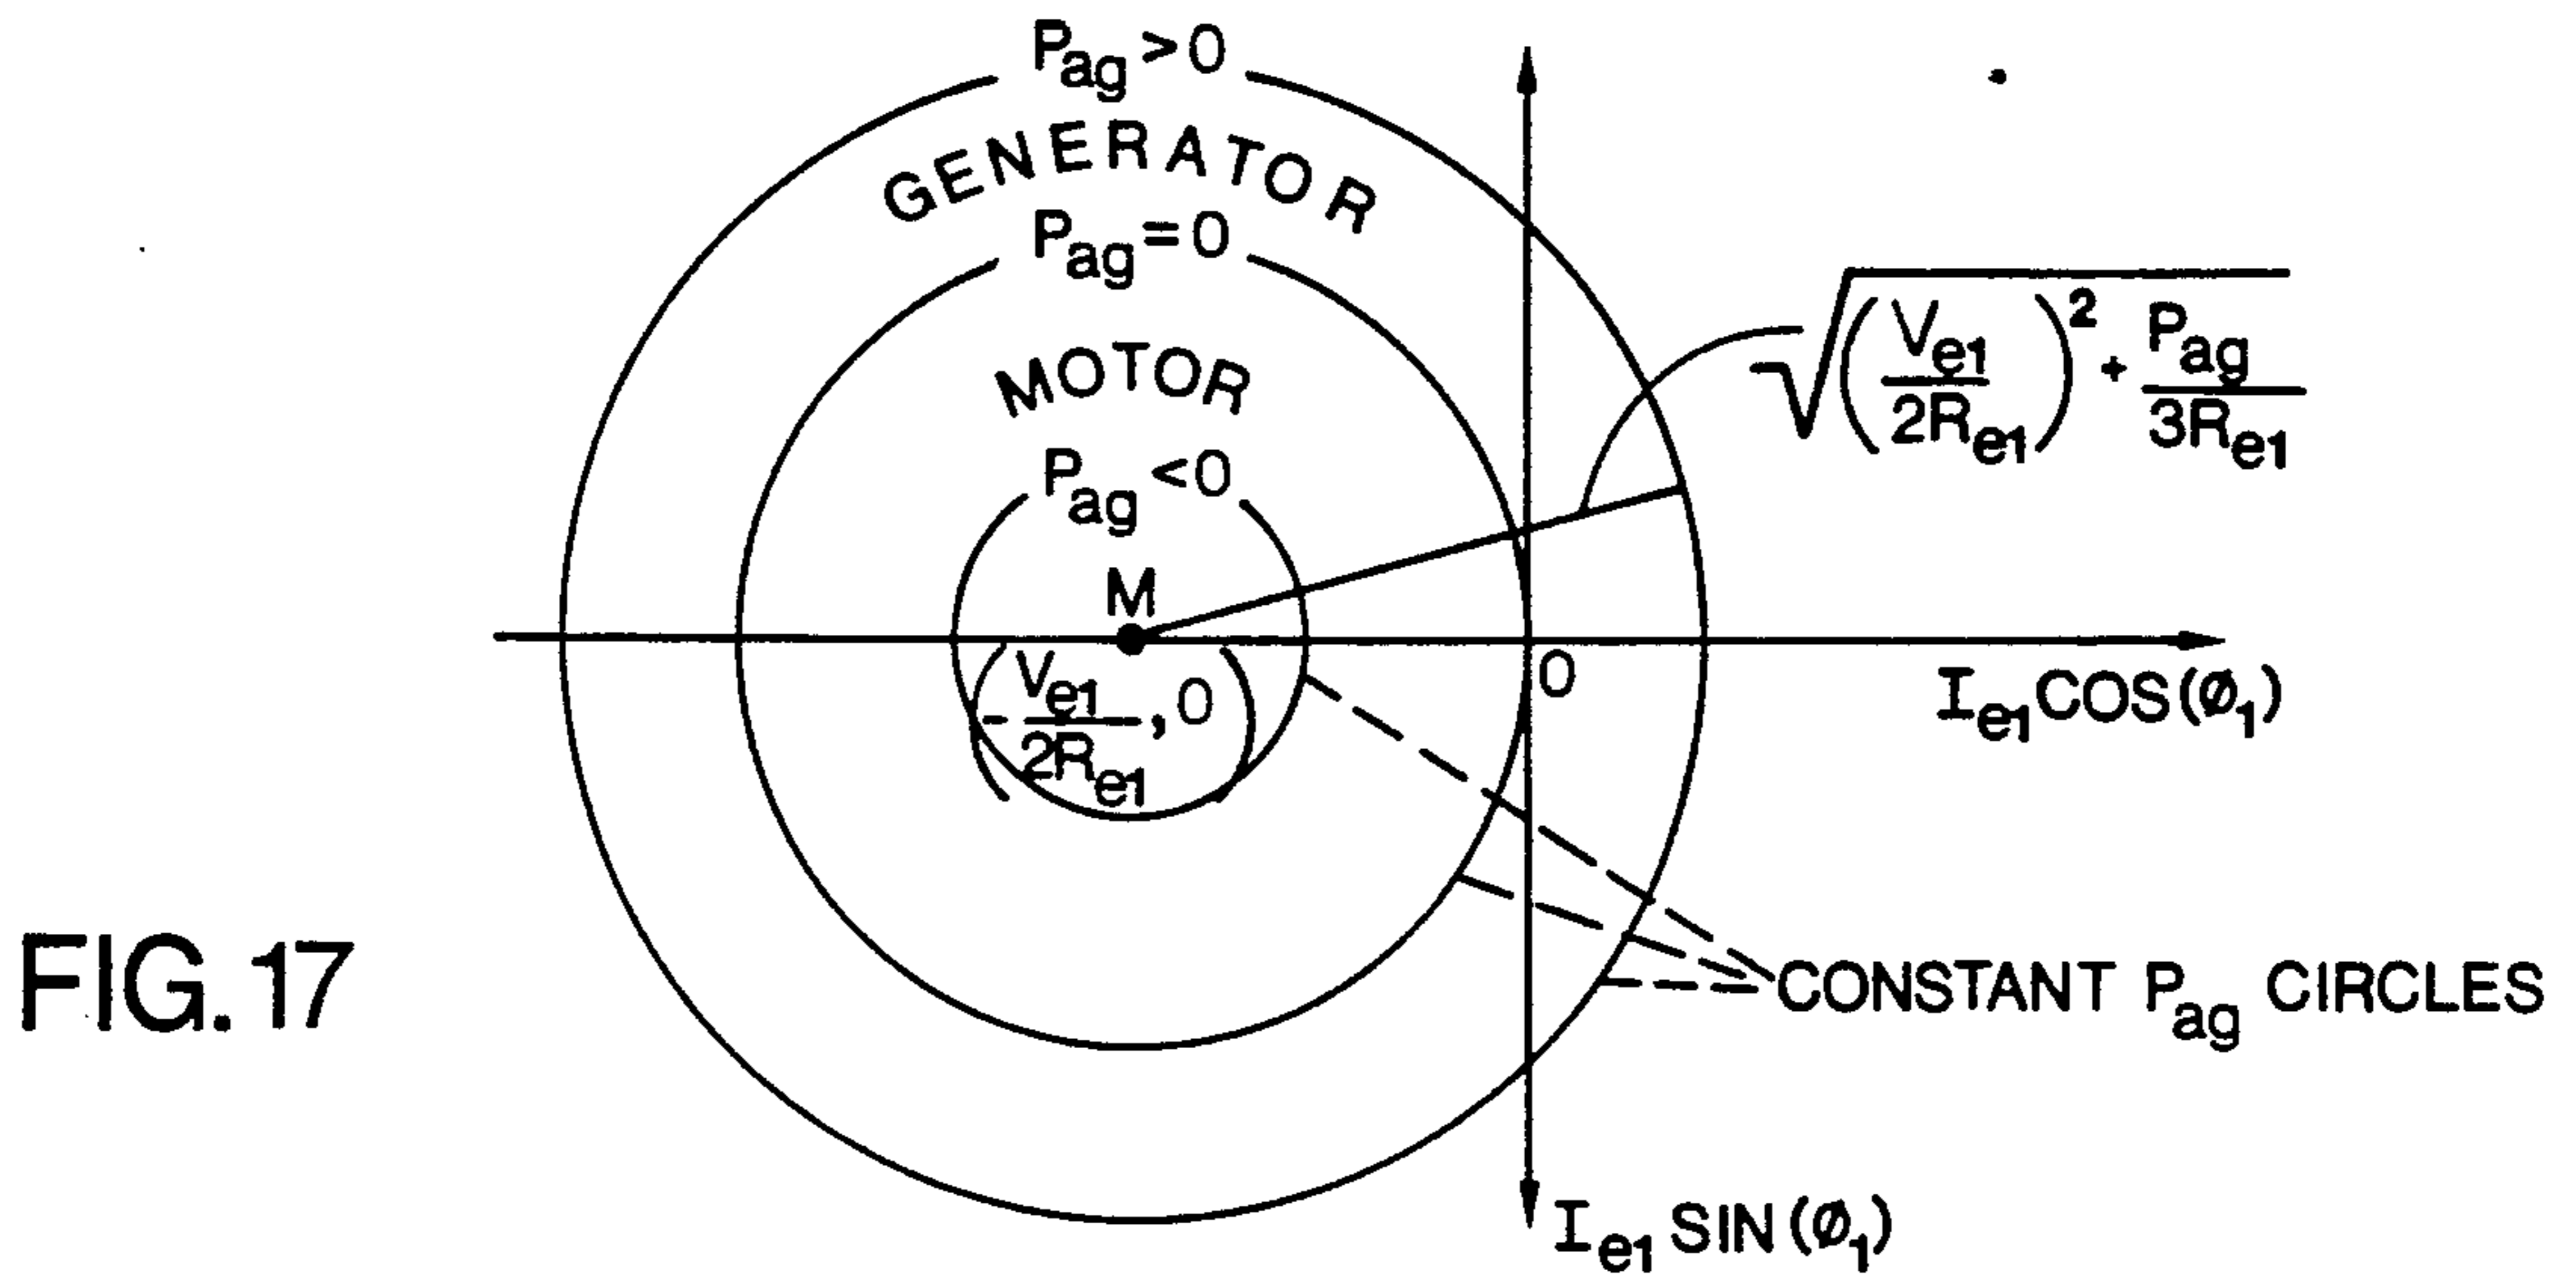 P_ag >0
GENERATOR
P_ag =0
MOTOR
P_ag <0
M
(-V_e1/2R_e1, 0)
√((V_e1/2R_e1)^2 + P_ag/3R_e1)
0
I_e1 COS(ø_1)
CONSTANT P_ag CIRCLES
I_e1 SIN(ø_1)
FIG. 17